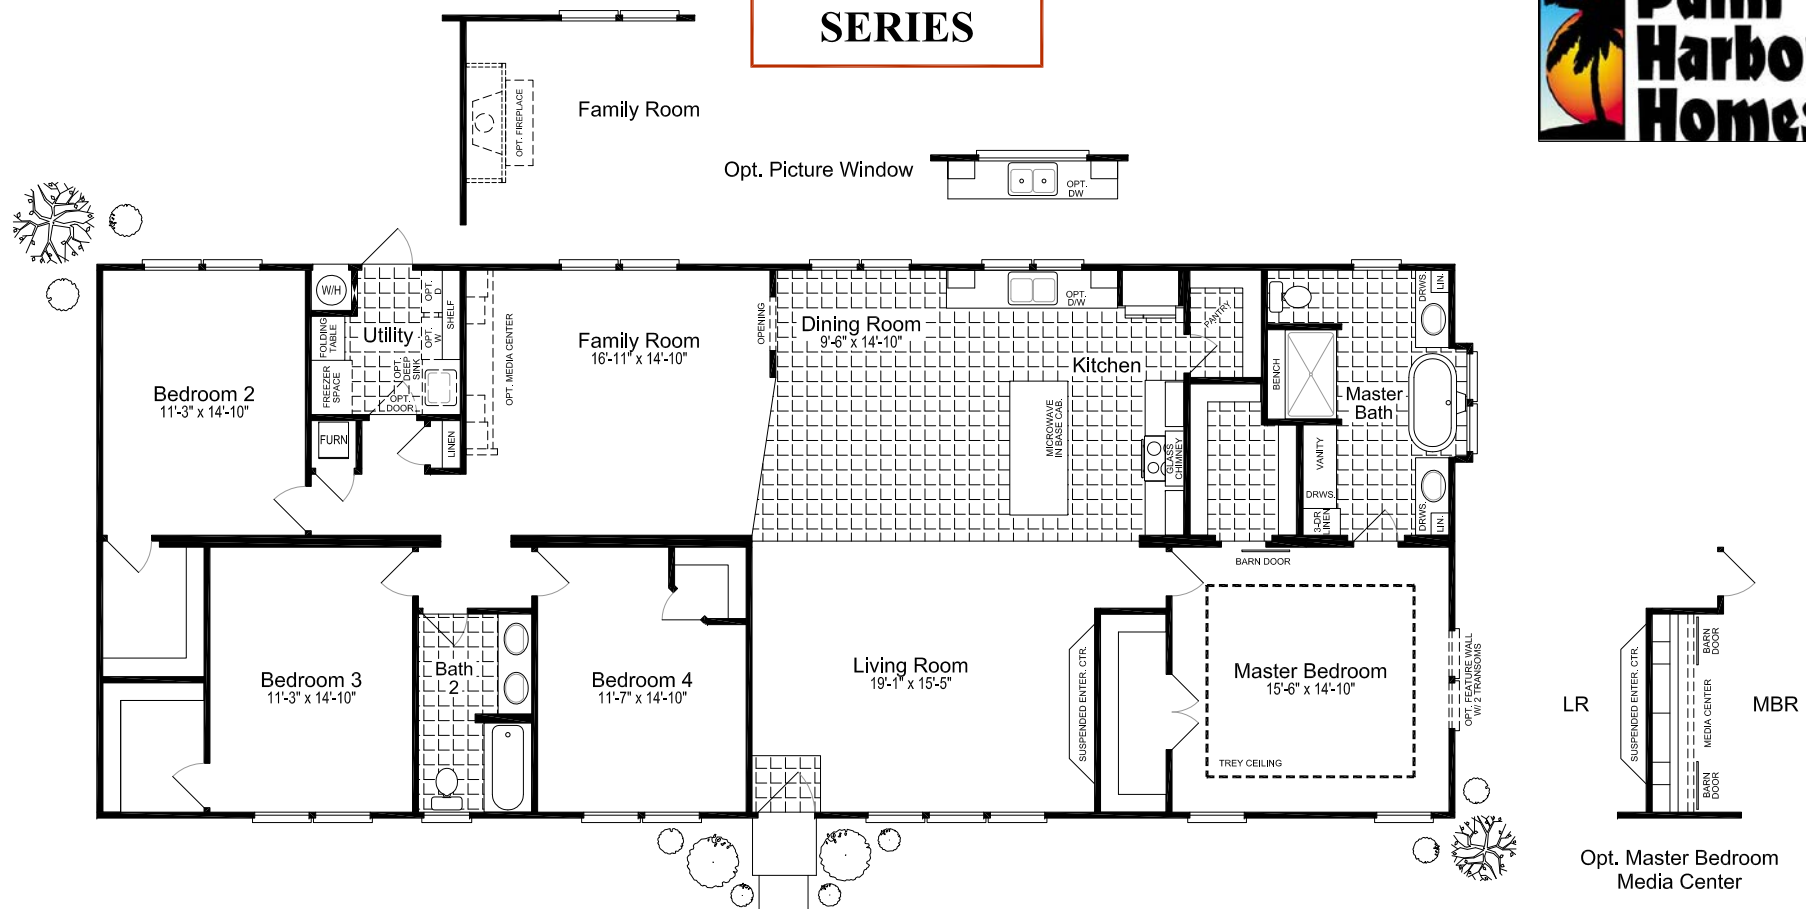 SERIES
Harbo
Homes
Family Room
OPT. FIREPLACE
Opt. Picture Window
OPT.
DW
W/H
OPT.
D
SHELF
OPT.
W
FOLDING
TABLE
Utility
OPT.
DEEP
SINK
FREEZER
SPACE
OPT.
DOOR
FURN
LINEN
OPT. MEDIA CENTER
Bedroom 2
11'-3" x 14'-10"
Family Room
16'-11" x 14'-10"
OPENING
Dining Room
9'-6" x 14'-10"
OPT.
D/W
Kitchen
PANTRY
MICROWAVE
IN BASE CAB.
GLASS
CHIMNEY
BENCH
DRWS.
LIN.
Master
Bath
VANITY
DRWS.
3-DR
LINEN
DRWS.
LIN.
BARN DOOR
Bedroom 3
11'-3" x 14'-10"
Bath
2
Bedroom 4
11'-7" x 14'-10"
Living Room
19'-1" x 15'-5"
SUSPENDED ENTER. CTR.
Master Bedroom
15'-6" x 14'-10"
TREY CEILING
OPT. FEATURE WALL
W/ 2 TRANSOMS
LR
SUSPENDED ENTER. CTR.
BARN
DOOR
MEDIA CENTER
BARN
DOOR
MBR
Opt. Master Bedroom
Media Center